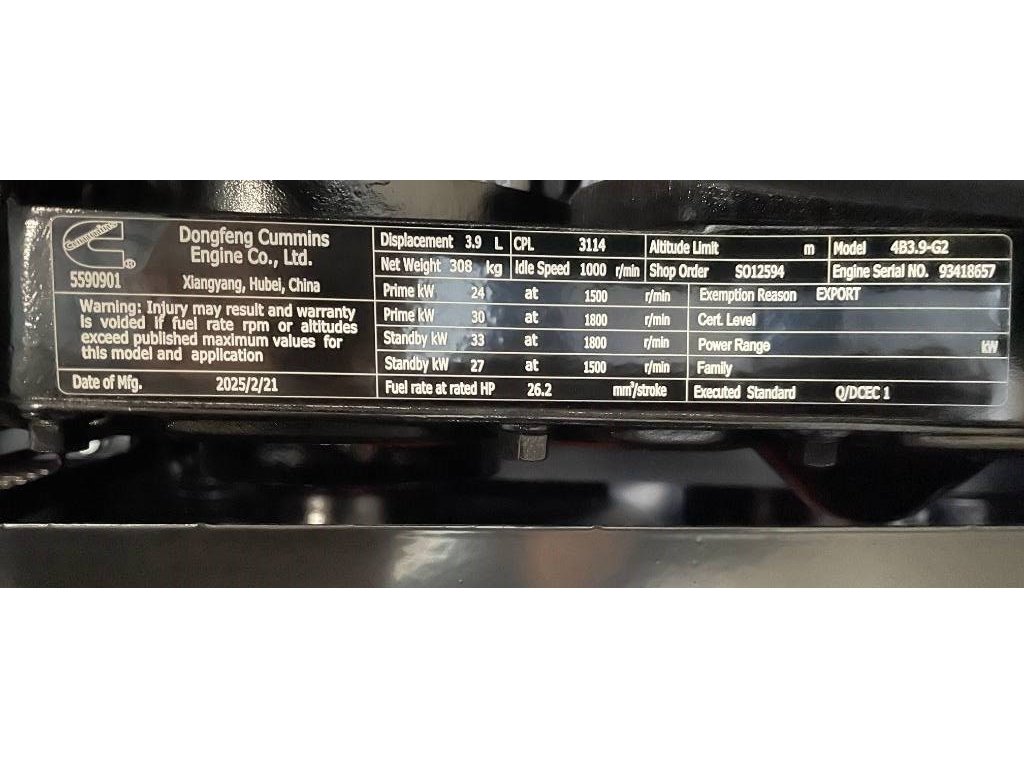 Cummins ®
5590901
Dongfeng Cummins
Engine Co., Ltd.
Xiangyang, Hubei, China
Warning: Injury may result and warranty
Is voided if fuel rate rpm or altitudes
exceed published maximum values for
this model and application
Date of Mfg. 2025/2/21
Displacement 3.9 L CPL 3114 Altitude Limit m Model 4B3.9-G2
Net Weight 308 kg Idle Speed 1000 r/min Shop Order SO12594 Engine Serial NO. 93418657
Prime kW 24 at 1500 r/min Exemption Reason EXPORT
Prime kW 30 at 1800 r/min Cert. Level
Standby kW 33 at 1800 r/min Power Range kW
Standby kW 27 at 1500 r/min Family
Fuel rate at rated HP 26.2 mm³/stroke Executed Standard Q/DCEC 1